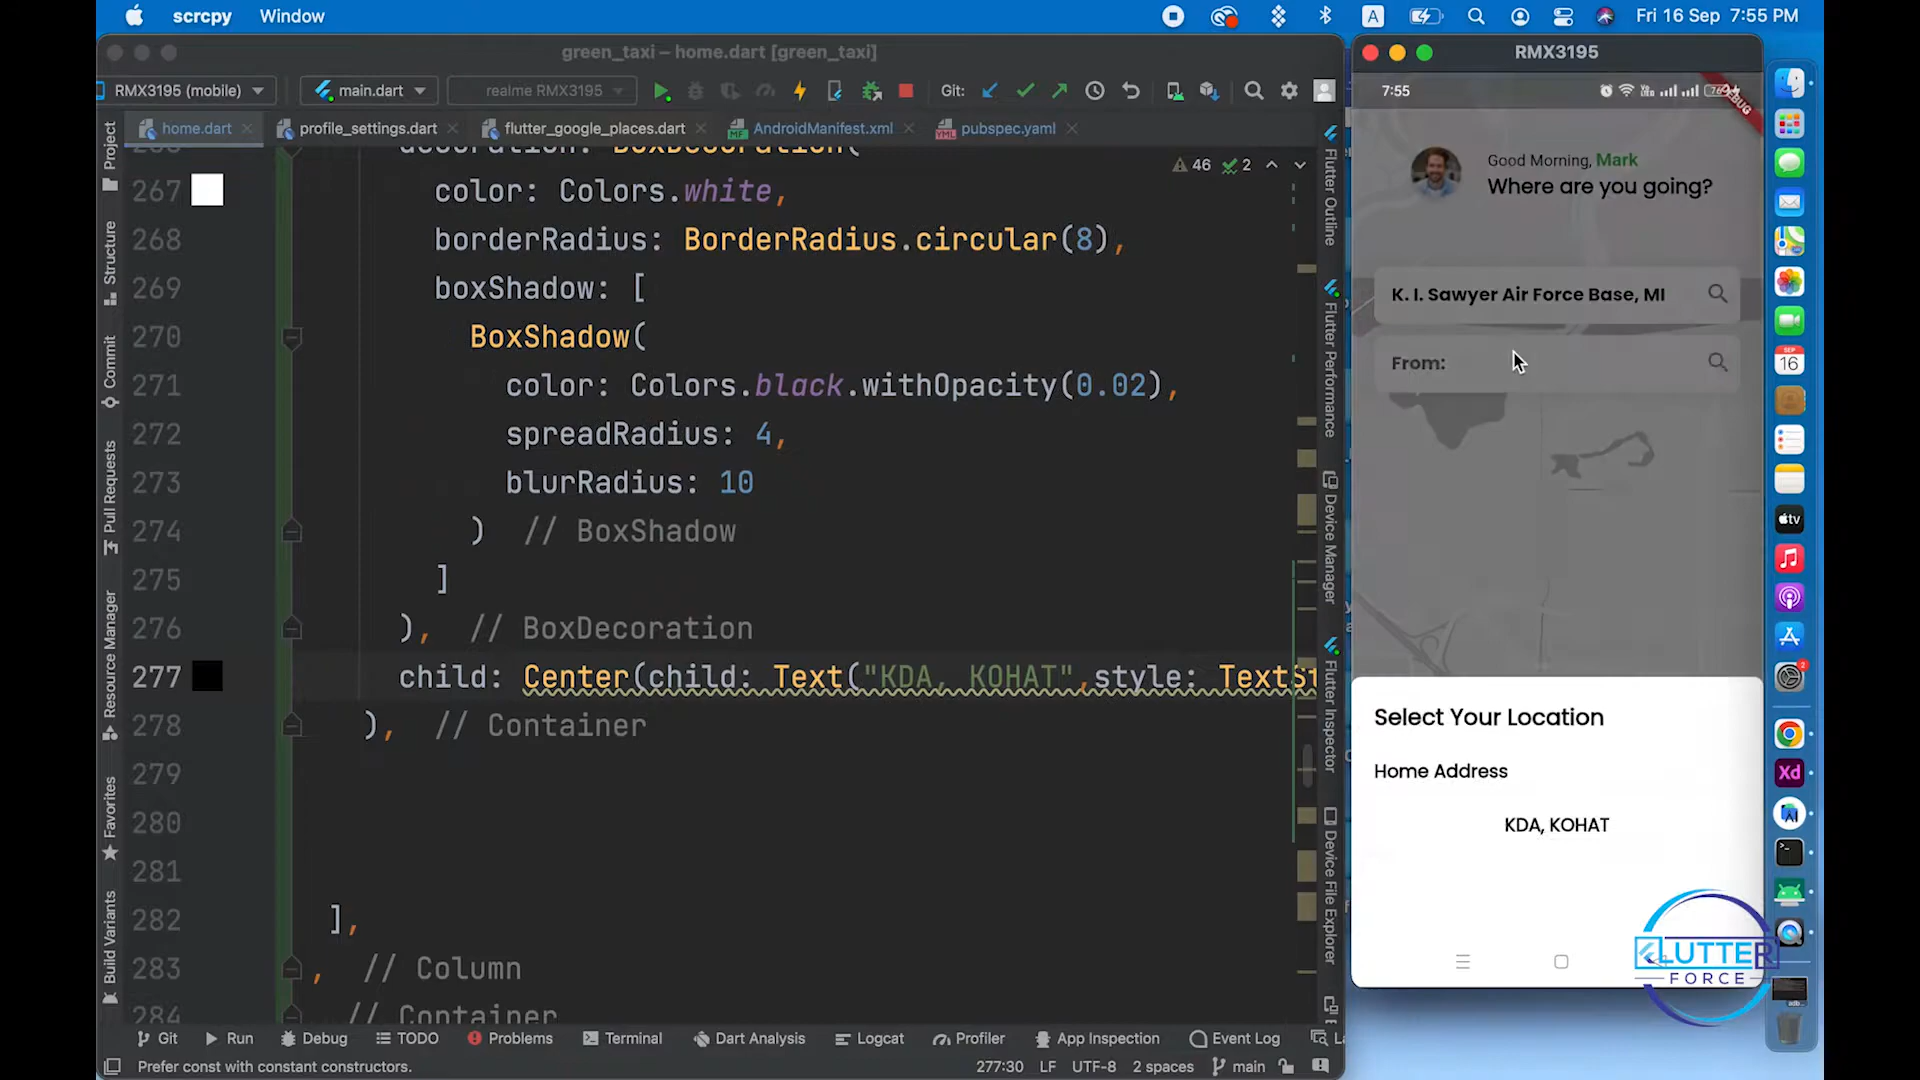 scrcpy Window
A
Fri 16 Sep 7:55 PM
green_taxi – home.dart [green_taxi]
RMX3195
RMX3195 (mobile)
main.dart
realme RMX3195
Git:
home.dart
profile_settings.dart
flutter_google_places.dart
AndroidManifest.xml
pubspec.yaml
46
2
decoration: BoxDecoration(
267 color: Colors.white,
268 borderRadius: BorderRadius.circular(8),
269 boxShadow: [
270 BoxShadow(
271 color: Colors.black.withOpacity(0.02),
272 spreadRadius: 4,
273 blurRadius: 10
274 ) // BoxShadow
275 ]
276 ), // BoxDecoration
277 child: Center(child: Text("KDA, KOHAT",style: TextSt
278 ), // Container
279
280
281
282 ],
283 , // Column
284 // Container
Project
Structure
Commit
Pull Requests
Resource Manager
Favorites
Build Variants
Flutter Outline
Flutter Performance
Device Manager
Flutter Inspector
Device File Explorer
7:55
DEBUG
Good Morning, Mark
Where are you going?
K. I. Sawyer Air Force Base, MI
From:
Select Your Location
Home Address
KDA, KOHAT
FLUTTER
FORCE
SEP
16
tv
2
Xd
Git
Run
Debug
TODO
Problems
Terminal
Dart Analysis
Logcat
Profiler
App Inspection
Event Log
La
Prefer const with constant constructors.
277:30 LF UTF-8 2 spaces main